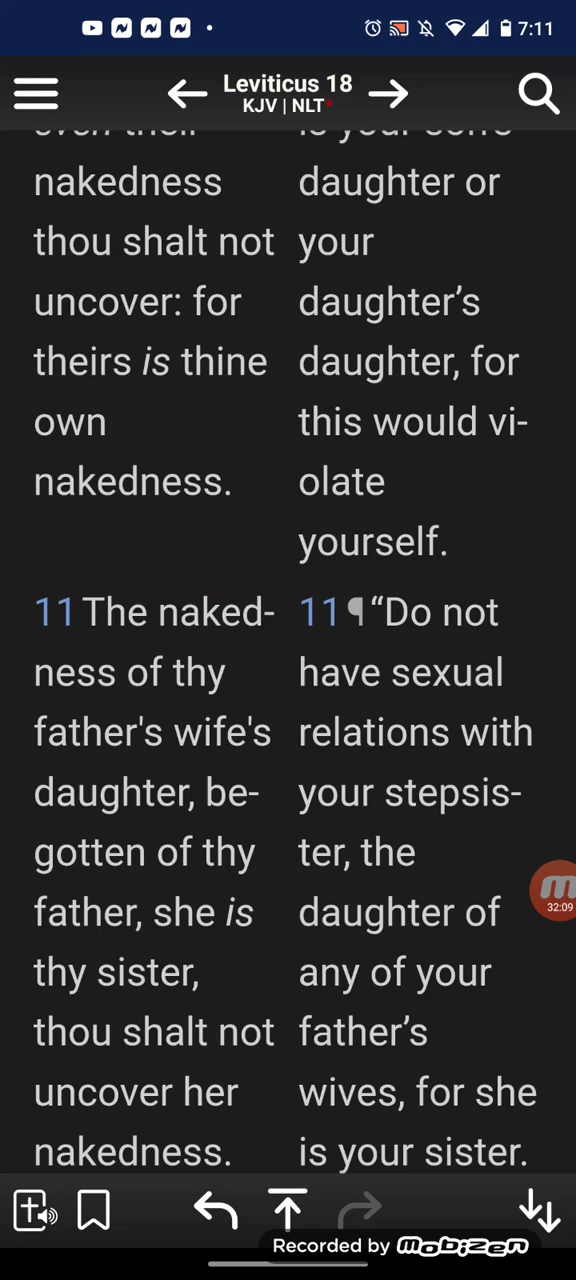 7:11
Leviticus 18
KJV | NLT*
even their
nakedness
thou shalt not
uncover: for
theirs is thine
own
nakedness.
11 The naked-
ness of thy
father's wife's
daughter, be-
gotten of thy
father, she is
thy sister,
thou shalt not
uncover her
nakedness.
daughter or
your
daughter’s
daughter, for
this would vi-
olate
yourself.
11 ¶ “Do not
have sexual
relations with
your stepsis-
ter, the
daughter of
any of your
father’s
wives, for she
is your sister.
32:09
Recorded by mobizen